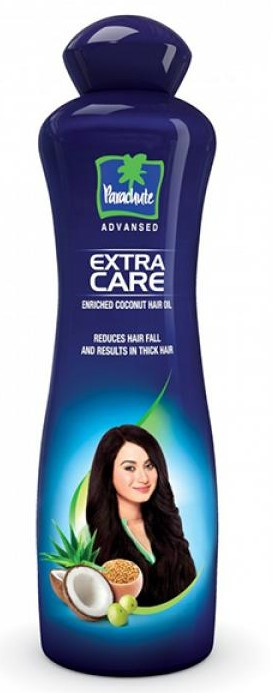 Parachute
ADVANSED
EXTRA
CARE
ENRICHED COCONUT HAIR OIL
REDUCES HAIR FALL
AND RESULTS IN THICK HAIR